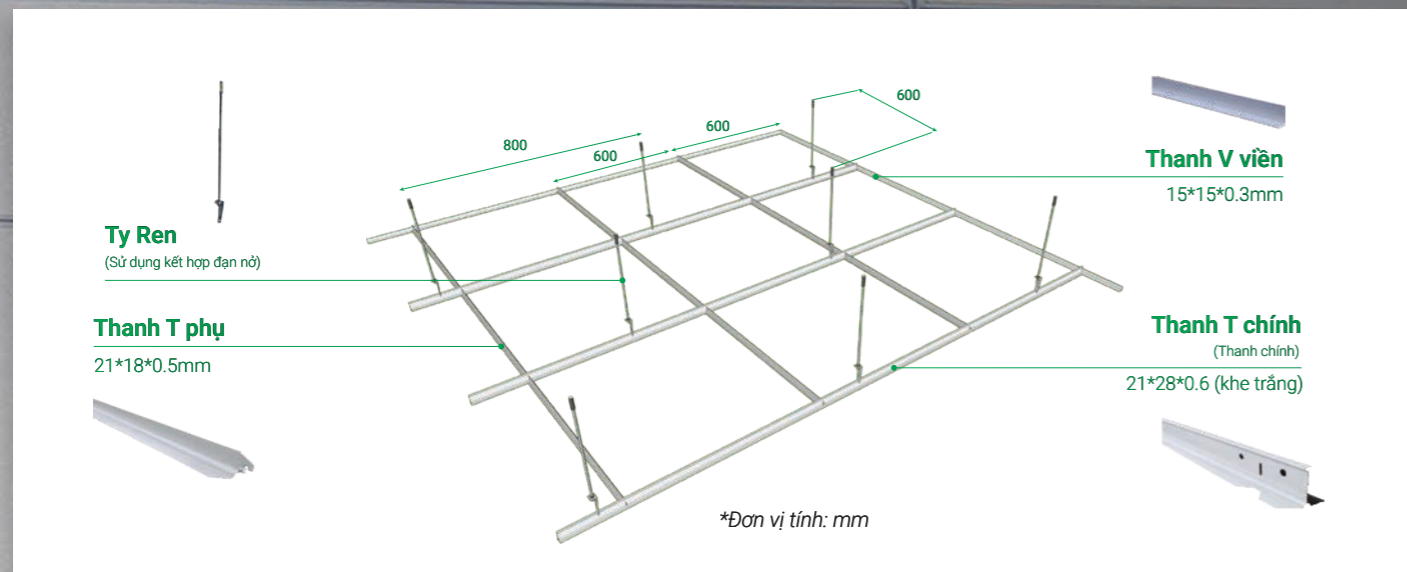 800
600
600
600
Thanh V viền
15*15*0.3mm
Ty Ren
(Sử dụng kết hợp đạn nở)
Thanh T phụ
21*18*0.5mm
Thanh T chính
(Thanh chính)
21*28*0.6 (khe trắng)
*Đơn vị tính: mm